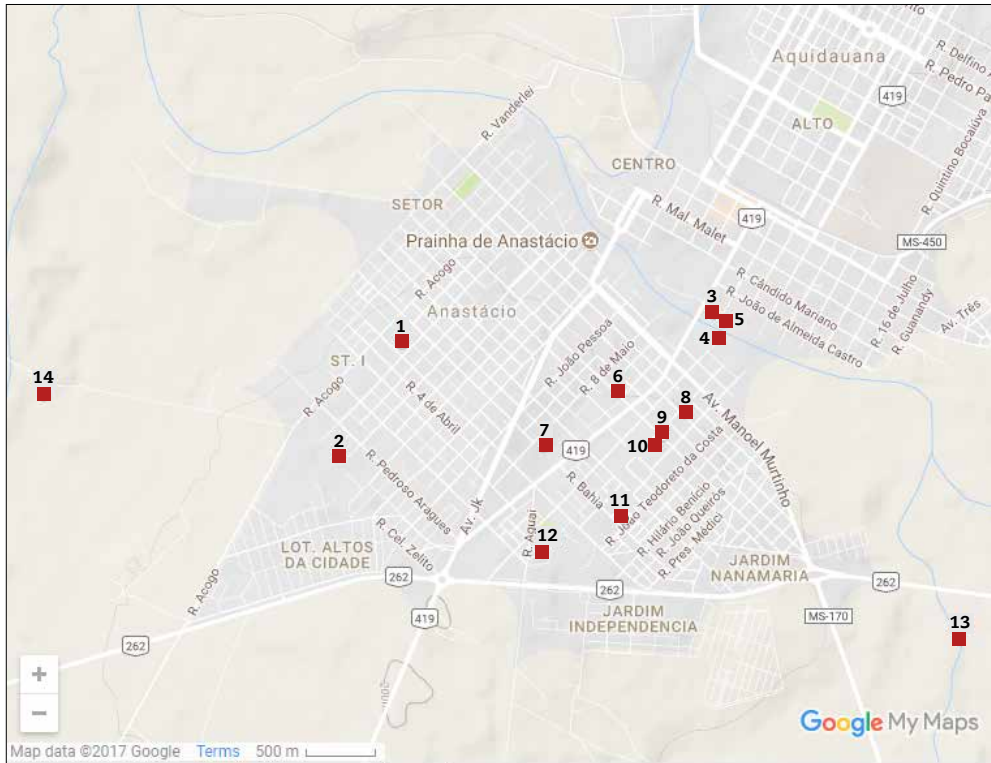 Aquidauana
R. Delfino A
R. Pedro Pa
419
ALTO
R. Quintino Bocaiúva
R. Vanderlei
CENTRO
SETOR
R. Mal. Malet
419
Prainha de Anastácio
MS-450
R. Acogo
R. Cândido Mariano
R. João de Almeida Castro
R. 16 de Julho
R. Guanandy
Av. Três
Anastácio
3
5
4
1
R. João Pessoa
R. 8 de Maio
ST. I
14
6
R. Acogo
R. 4 de Abril
8
Av. Manoel Murtinho
9
10
7
419
2
R. Pedroso Aragues
R. Bahia
11
R. João Teodoreto da Costa
R. Hilário Benício
R. João Queirós
R. Pres. Médici
Av. Jk
R. Aquai
12
R. Cel. Zelito
LOT. ALTOS
DA CIDADE
JARDIM
NANAMARIA
R. Acogo
262
262
262
JARDIM
INDEPENDENCIA
419
MS-170
13
262
+
−
Google My Maps
Map data ©2017 Google Terms 500 m